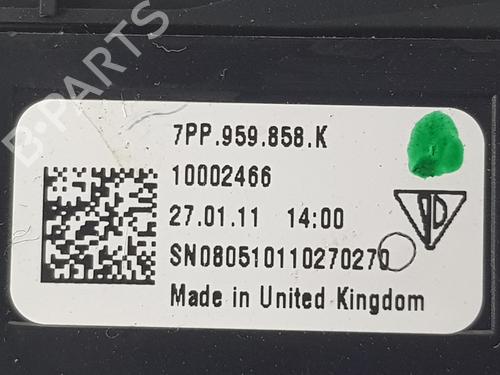 B-PARTS
7PP.959.858.K
10002466
27.01.11 14:00
SN080510110270270
Made in United Kingdom